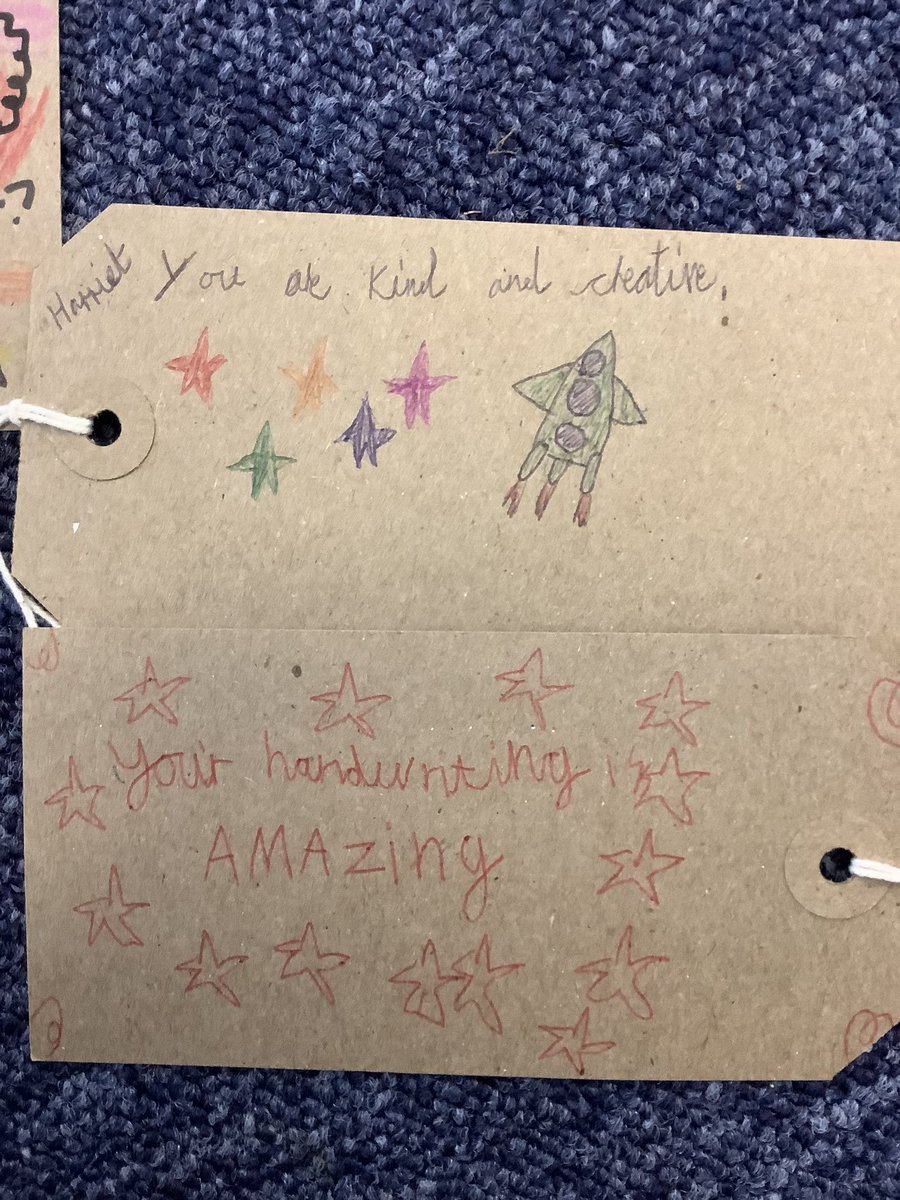 Harriet
You are kind and creative.
Your handwriting is
AMAzing